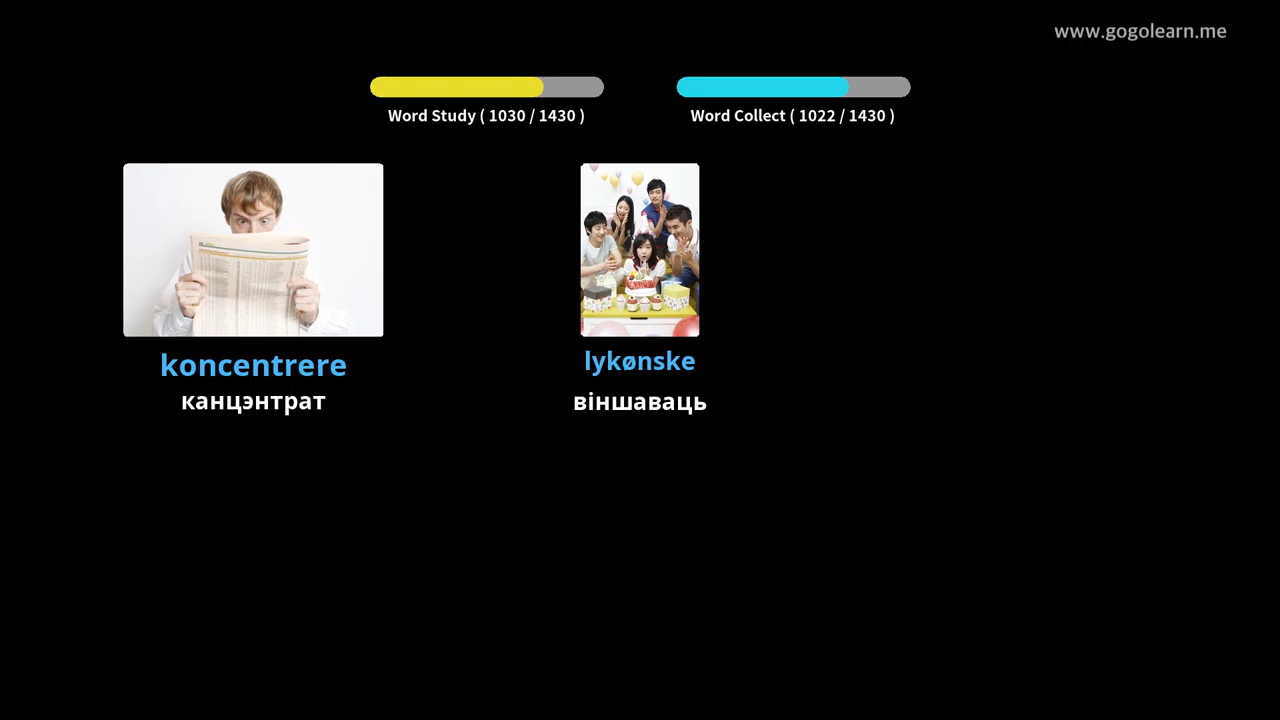 www.gogolearn.me
Word Study ( 1030 / 1430 )
Word Collect ( 1022 / 1430 )
koncentrere
канцэнтрат
lykønske
віншаваць